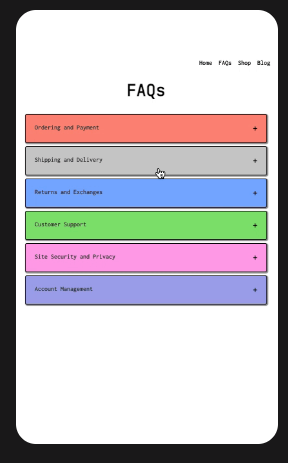 Home FAQs Shop Blog
FAQs
Ordering and Payment +
Shipping and Delivery +
Returns and Exchanges +
Customer Support +
Site Security and Privacy +
Account Management +